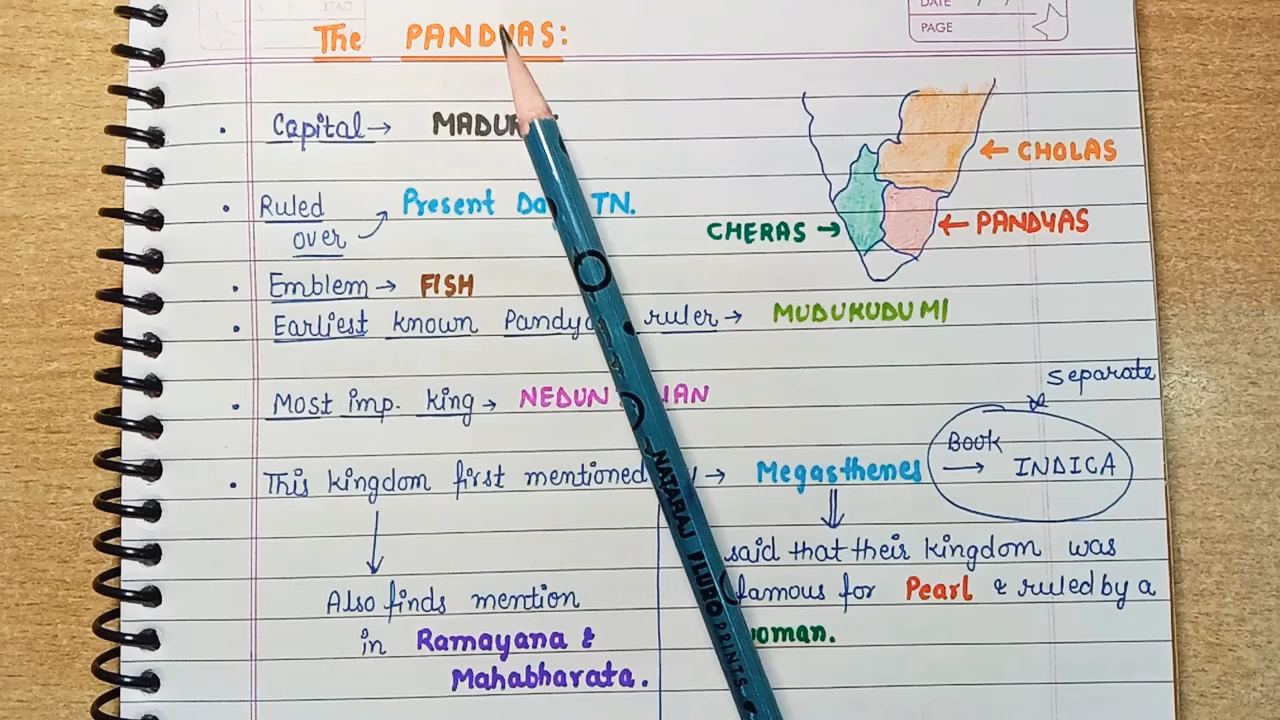 DATE / /
PAGE
The PANDYAS:
Capital → MADUR
Ruled over → Present Da TN.
← CHOLAS
CHERAS →
← PANDYAS
Emblem → FISH
Earliest known Pandya ruler → MUDUKUDUMI
Most imp. king → NEDUN IAN
separate
This kingdom first mentioned → Megasthenes Book → INDICA
said that their kingdom was
famous for Pearl & ruled by a
woman.
Also finds mention
in Ramayana &
Mahabharata.
NATARAJ FLURO PRINTS